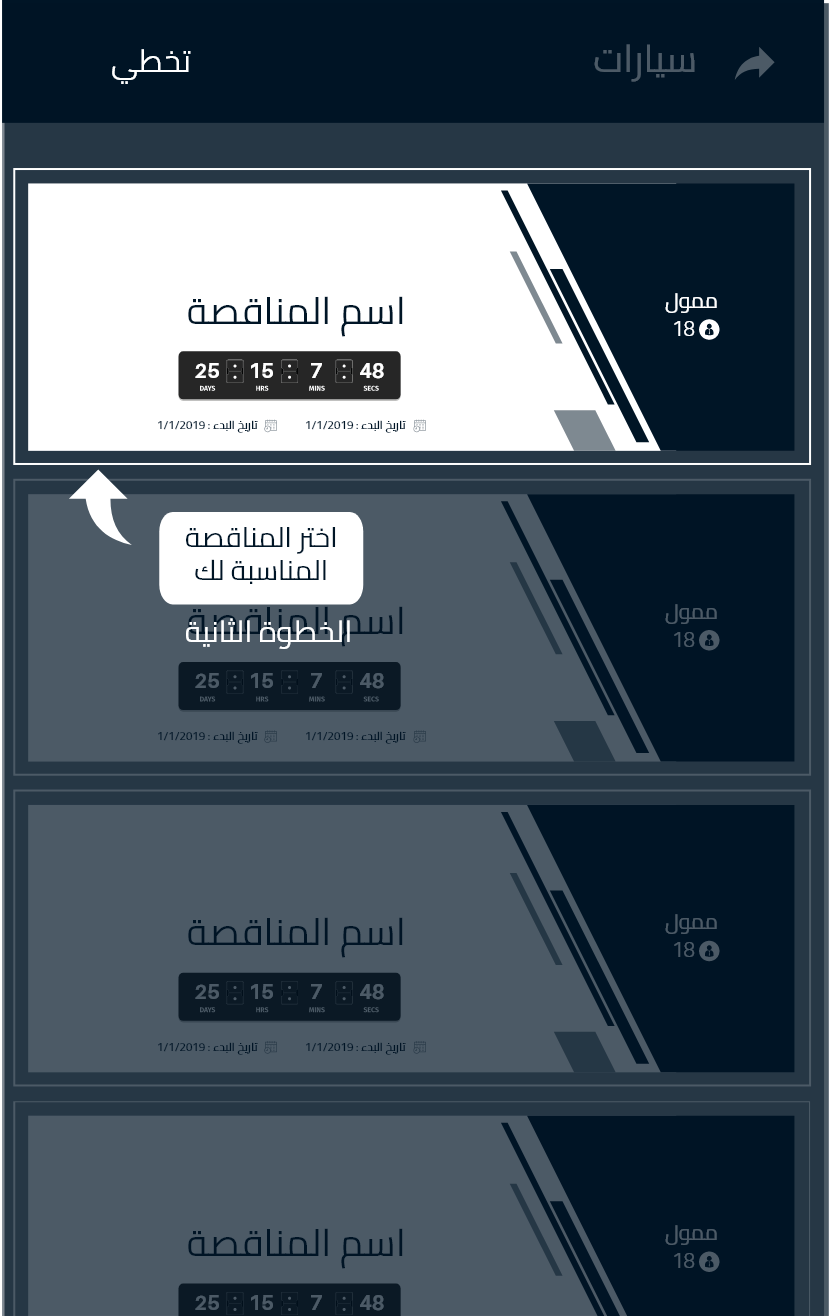 سيارات
تخطي
ممول
18
اسم المناقصة
25 : 15 : 7 : 48
DAYS HRS MINS SECS
تاريخ البدء : 1/1/2019 تاريخ البدء : 1/1/2019
اختر المناقصة
المناسبة لك
الخطوة الثانية
ممول
18
اسم المناقصة
25 : 15 : 7 : 48
DAYS HRS MINS SECS
تاريخ البدء : 1/1/2019 تاريخ البدء : 1/1/2019
ممول
18
اسم المناقصة
25 : 15 : 7 : 48
DAYS HRS MINS SECS
تاريخ البدء : 1/1/2019 تاريخ البدء : 1/1/2019
ممول
18
اسم المناقصة
25 : 15 : 7 : 48